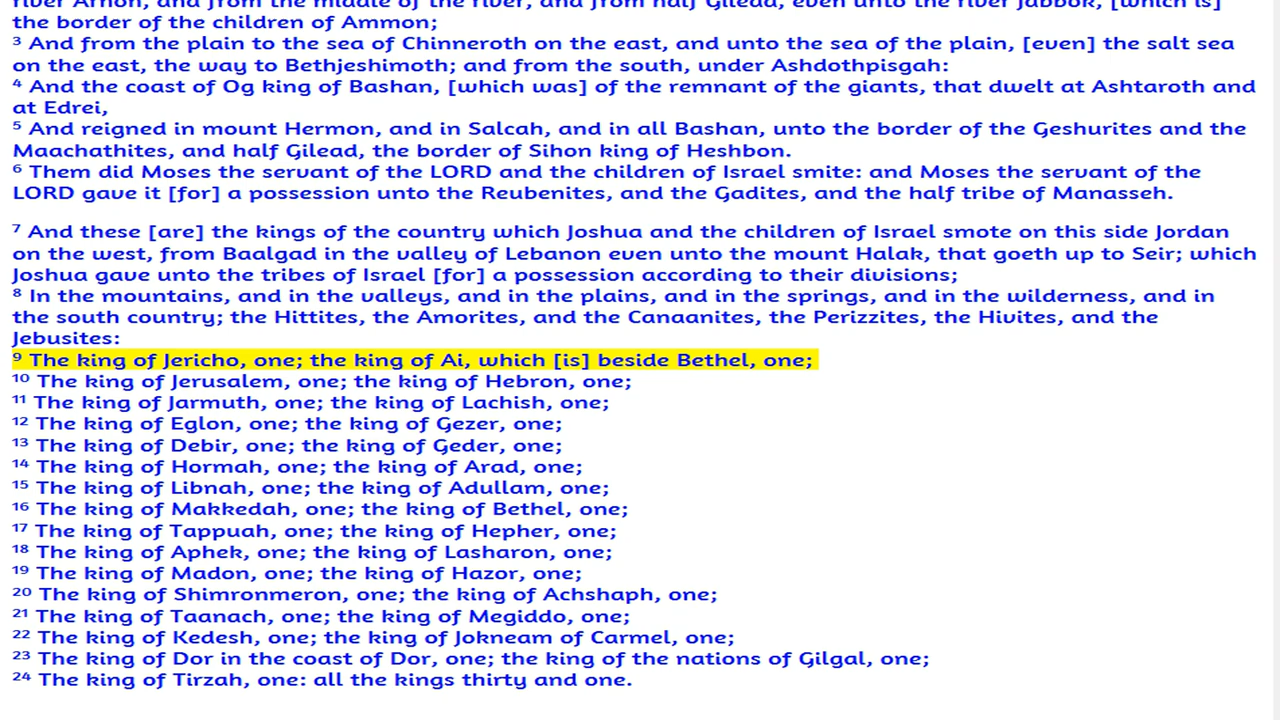 river Arnon, and from the middle of the river, and from half Gilead, even unto the river Jabbok, [which is]
the border of the children of Ammon;
3 And from the plain to the sea of Chinneroth on the east, and unto the sea of the plain, [even] the salt sea
on the east, the way to Bethjeshimoth; and from the south, under Ashdothpisgah:
4 And the coast of Og king of Bashan, [which was] of the remnant of the giants, that dwelt at Ashtaroth and
at Edrei,
5 And reigned in mount Hermon, and in Salcah, and in all Bashan, unto the border of the Geshurites and the
Maachathites, and half Gilead, the border of Sihon king of Heshbon.
6 Them did Moses the servant of the LORD and the children of Israel smite: and Moses the servant of the
LORD gave it [for] a possession unto the Reubenites, and the Gadites, and the half tribe of Manasseh.
7 And these [are] the kings of the country which Joshua and the children of Israel smote on this side Jordan
on the west, from Baalgad in the valley of Lebanon even unto the mount Halak, that goeth up to Seir; which
Joshua gave unto the tribes of Israel [for] a possession according to their divisions;
8 In the mountains, and in the valleys, and in the plains, and in the springs, and in the wilderness, and in
the south country; the Hittites, the Amorites, and the Canaanites, the Perizzites, the Hivites, and the
Jebusites:
9 The king of Jericho, one; the king of Ai, which [is] beside Bethel, one;
10 The king of Jerusalem, one; the king of Hebron, one;
11 The king of Jarmuth, one; the king of Lachish, one;
12 The king of Eglon, one; the king of Gezer, one;
13 The king of Debir, one; the king of Geder, one;
14 The king of Hormah, one; the king of Arad, one;
15 The king of Libnah, one; the king of Adullam, one;
16 The king of Makkedah, one; the king of Bethel, one;
17 The king of Tappuah, one; the king of Hepher, one;
18 The king of Aphek, one; the king of Lasharon, one;
19 The king of Madon, one; the king of Hazor, one;
20 The king of Shimronmeron, one; the king of Achshaph, one;
21 The king of Taanach, one; the king of Megiddo, one;
22 The king of Kedesh, one; the king of Jokneam of Carmel, one;
23 The king of Dor in the coast of Dor, one; the king of the nations of Gilgal, one;
24 The king of Tirzah, one: all the kings thirty and one.